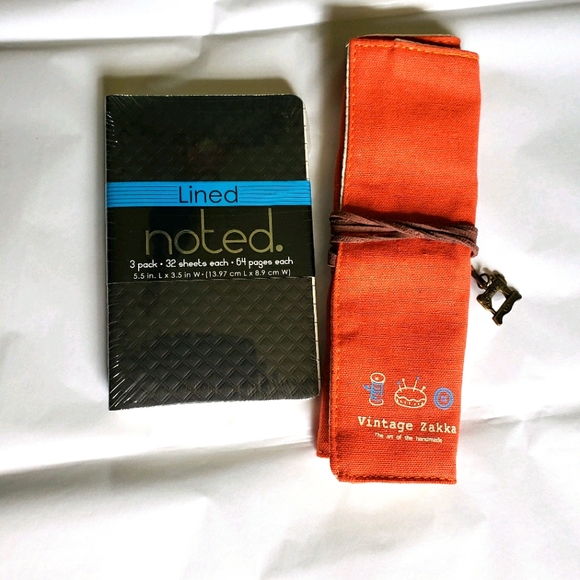 Lined
noted.
3 pack • 32 sheets each • 64 pages each
5.5 in. L x 3.5 in W • (13.97 cm L x 8.9 cm W)
Vintage Zakka
The art of the handmade